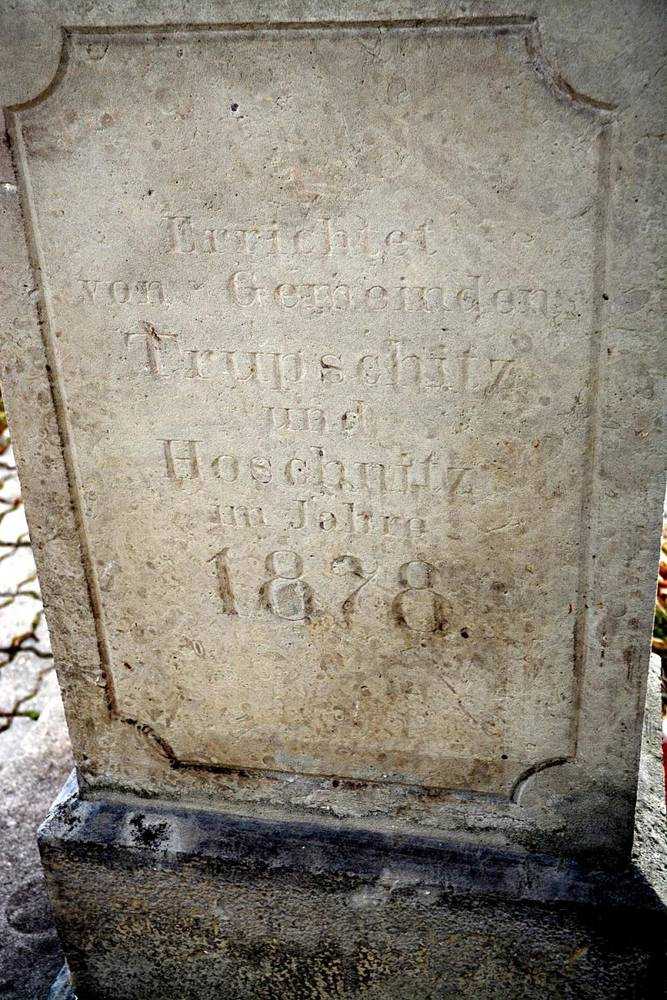 Errichtet
von Gemeinden
Trupschitz
und
Hoschnitz
im Jahre
1878.